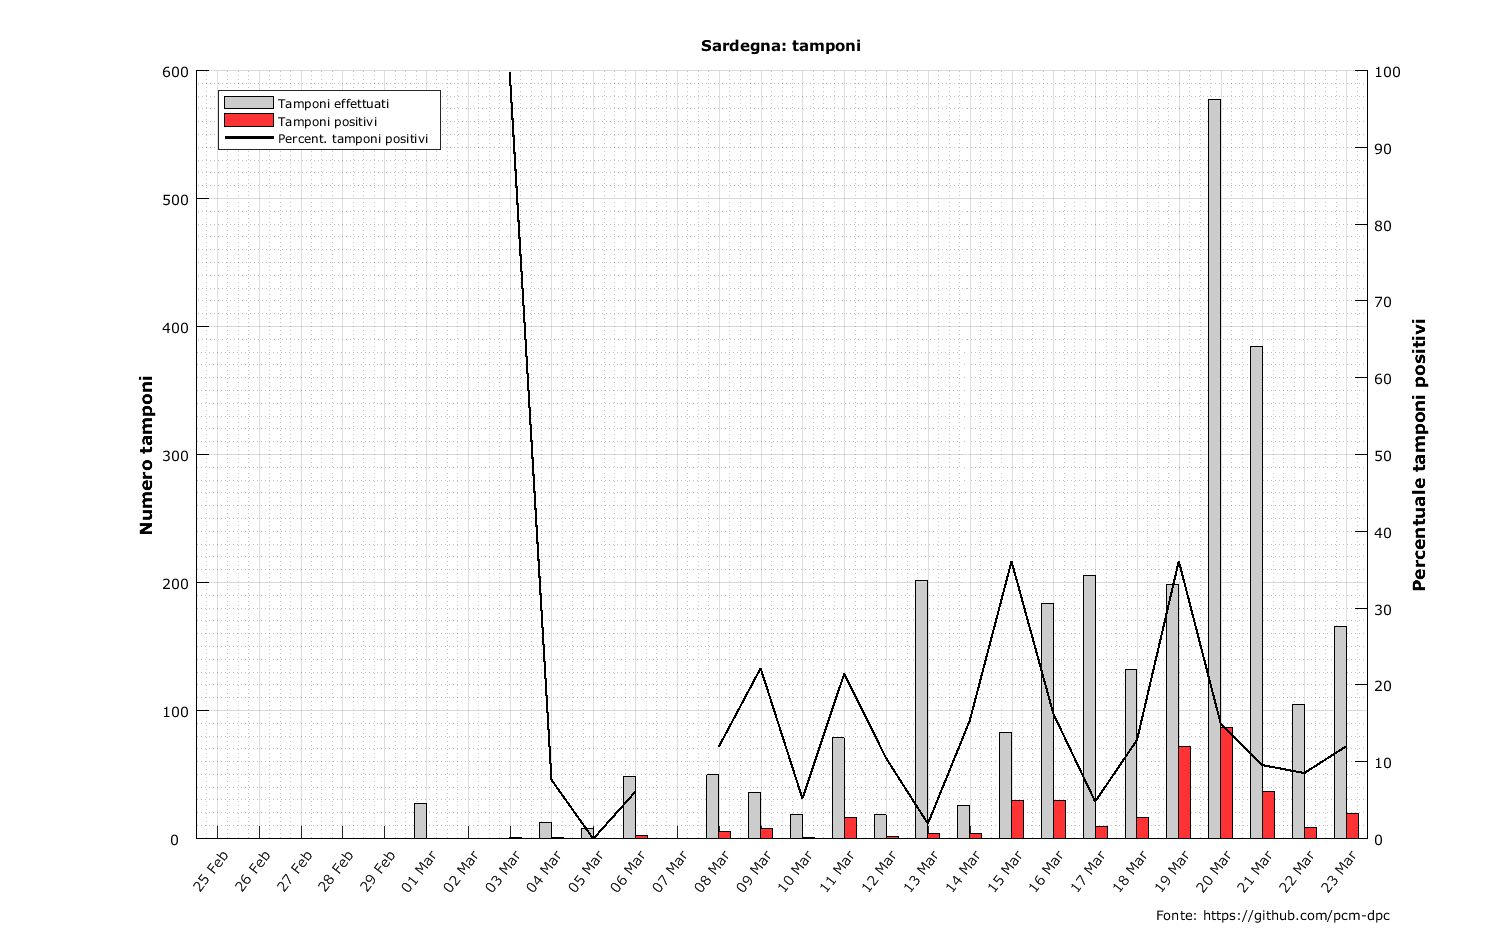 Sardegna: tamponi
Tamponi effettuati
Tamponi positivi
Percent. tamponi positivi
Numero tamponi
600
500
400
300
200
100
0
100
90
80
70
60
50
40
30
20
10
0
Percentuale tamponi positivi
25 Feb
26 Feb
27 Feb
28 Feb
29 Feb
01 Mar
02 Mar
03 Mar
04 Mar
05 Mar
06 Mar
07 Mar
08 Mar
09 Mar
10 Mar
11 Mar
12 Mar
13 Mar
14 Mar
15 Mar
16 Mar
17 Mar
18 Mar
19 Mar
20 Mar
21 Mar
22 Mar
23 Mar
Fonte: https://github.com/pcm-dpc